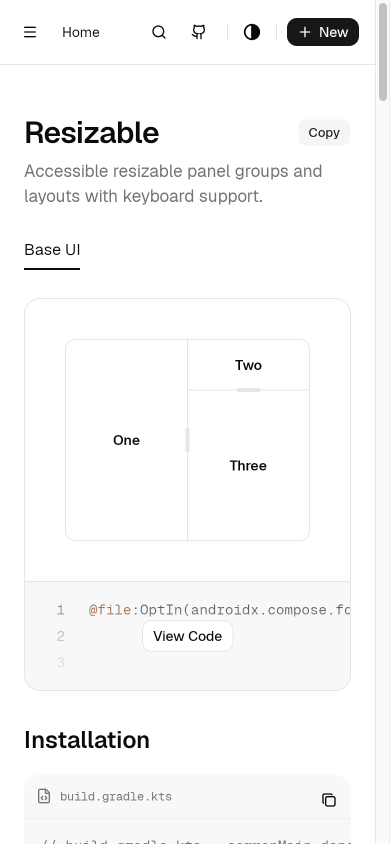 Home
New
Resizable
Copy
Accessible resizable panel groups and
layouts with keyboard support.
Base UI
One
Two
Three
1 @file:OptIn(androidx.compose.fo
2
3
View Code
Installation
build.gradle.kts